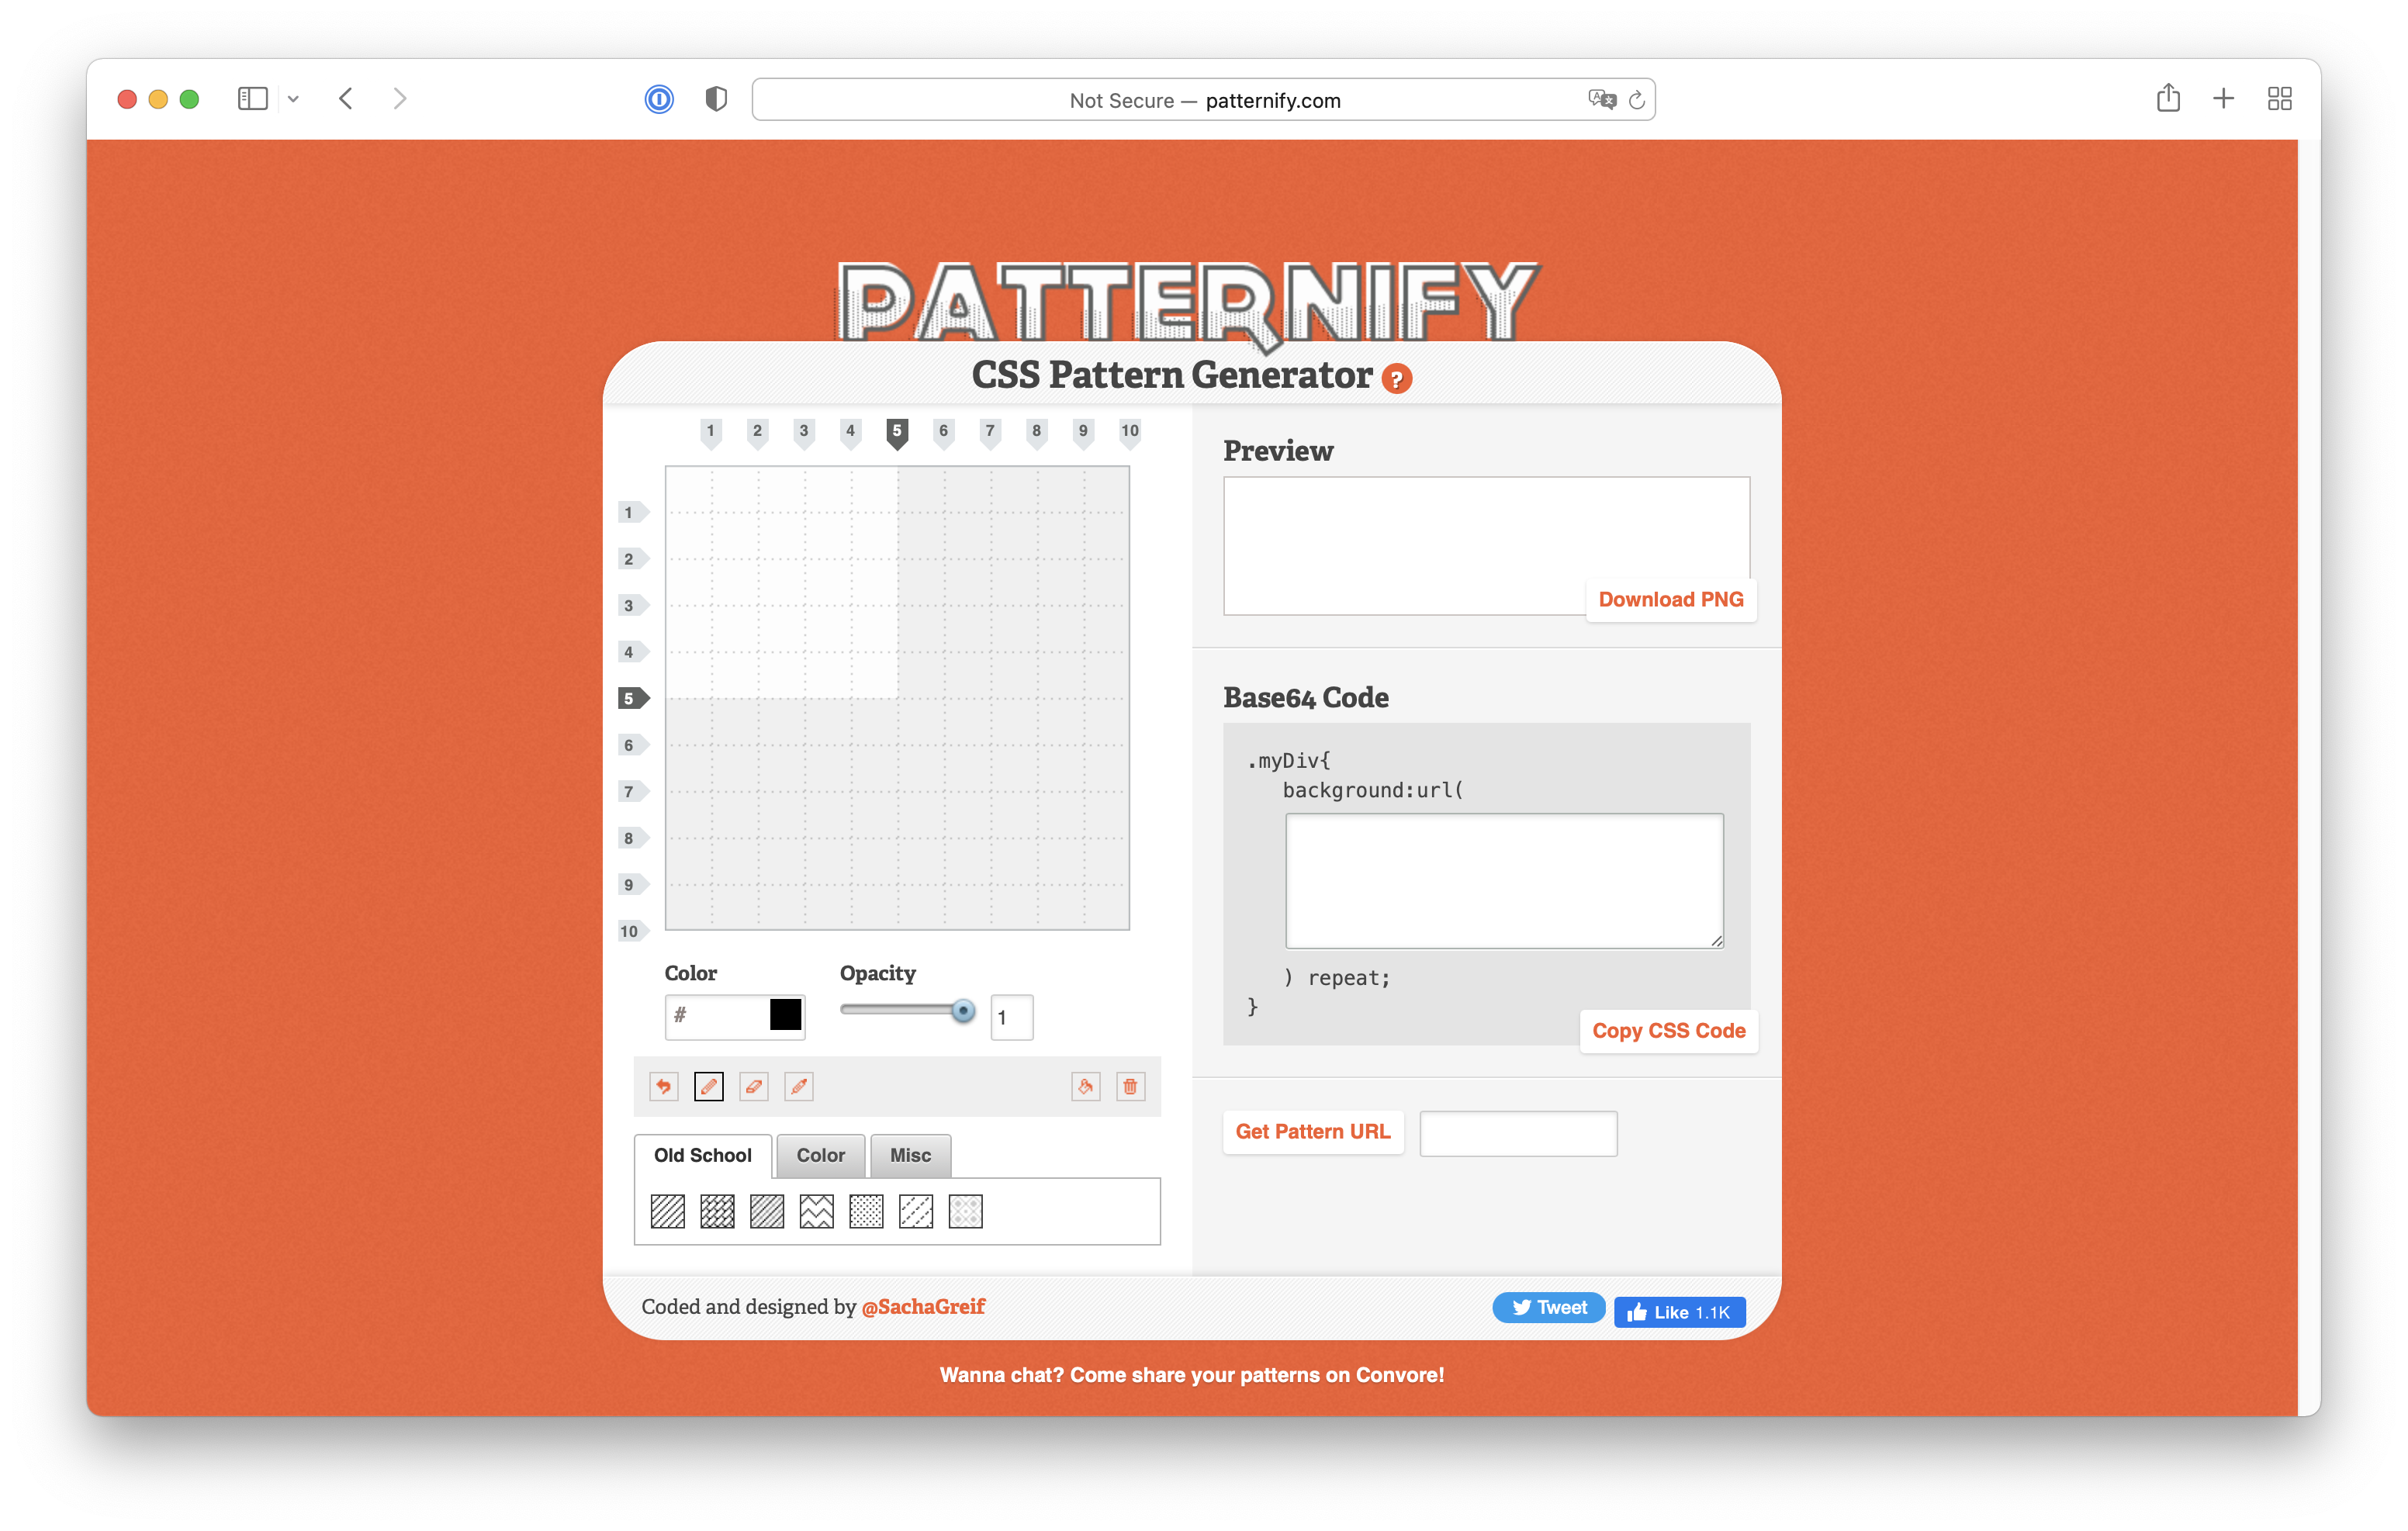 Not Secure — patternify.com
PATTERNIFY
CSS Pattern Generator ?
1 2 3 4 5 6 7 8 9 10
1
2
3
4
5
6
7
8
9
10
Color
Opacity
#
1
Old School
Color
Misc
Preview
Download PNG
Base64 Code
.myDiv{
background:url(
) repeat;
}
Copy CSS Code
Get Pattern URL
Coded and designed by @SachaGreif
Tweet
Like 1.1K
Wanna chat? Come share your patterns on Convore!